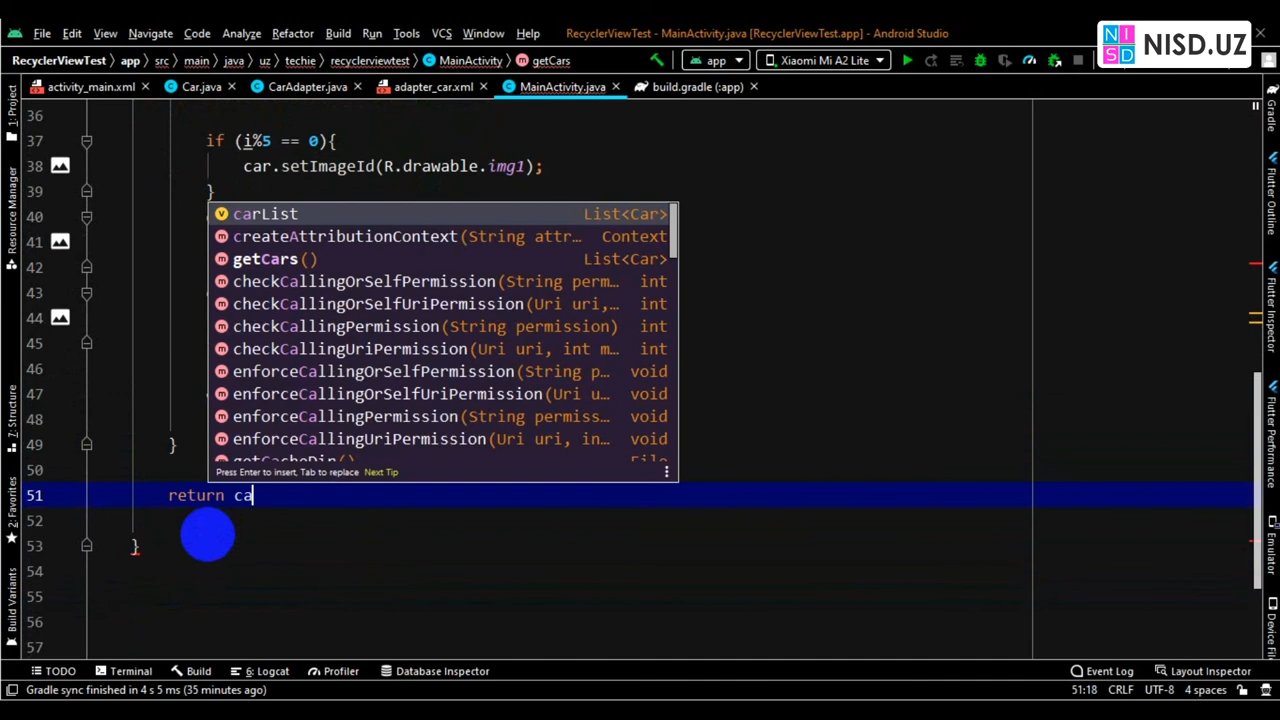 File Edit View Navigate Code Analyze Refactor Build Run Tools VCS Window Help RecyclerViewTest - MainActivity.java [RecyclerViewTest.app] - Android Studio
NISD
NISD.UZ
RecyclerViewTest app src main java uz techie recyclerviewtest MainActivity getCars app Xiaomi Mi A2 Lite
activity_main.xml Car.java CarAdapter.java adapter_car.xml MainActivity.java build.gradle (:app)
36
37 if (i%5 == 0){
38 car.setImageId(R.drawable.img1);
39 }
40 carList List<Car>
41 createAttributionContext(String attr… Context
getCars() List<Car>
42 checkCallingOrSelfPermission(String perm… int
43 checkCallingOrSelfUriPermission(Uri uri,… int
44 checkCallingPermission(String permission) int
45 checkCallingUriPermission(Uri uri, int m… int
46 enforceCallingOrSelfPermission(String p… void
47 enforceCallingOrSelfUriPermission(Uri u… void
48 enforceCallingPermission(String permiss… void
49 } enforceCallingUriPermission(Uri uri, in… void
getCacheDir() File
50 Press Enter to insert, Tab to replace Next Tip
51 return ca
52
53 }
54
55
56
57
1: Project
Resource Manager
7: Structure
2: Favorites
Build Variants
Gradle
Flutter Outline
Flutter Inspector
Flutter Performance
Emulator
Device Fil
TODO Terminal Build 6: Logcat Profiler Database Inspector Event Log Layout Inspector
Gradle sync finished in 4 s 5 ms (35 minutes ago) 51:18 CRLF UTF-8 4 spaces